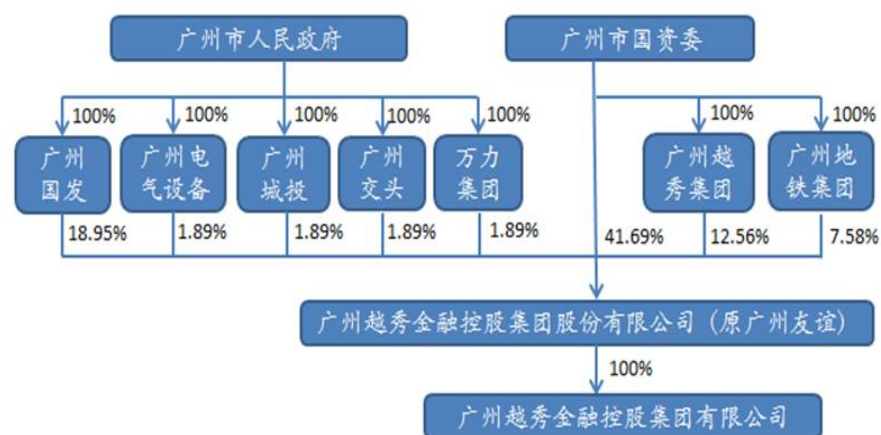 广州市人民政府
广州市国资委
100%
100%
100%
100%
100%
100%
100%
广州
国发
广州电
气设备
广州
城投
广州
交头
万力
集团
广州越
秀集团
广州地
铁集团
18.95%
1.89%
1.89%
1.89%
1.89%
41.69%
12.56%
7.58%
广州越秀金融控股集团股份有限公司（原广州友谊）
100%
广州越秀金融控股集团有限公司